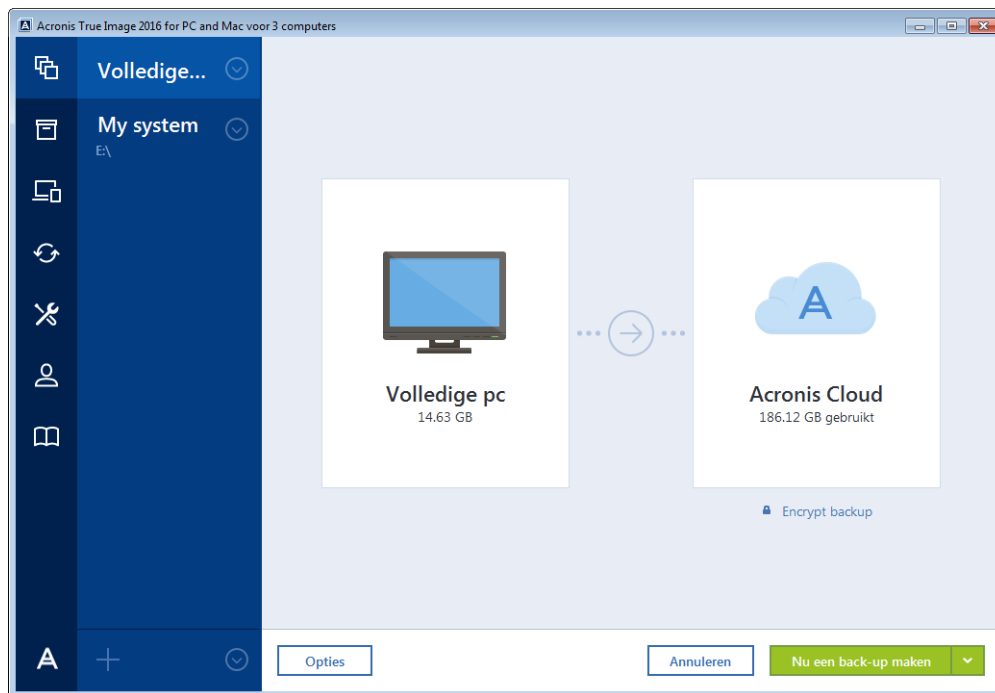 Acronis True Image 2016 for PC and Mac voor 3 computers
Volledige...
My system
E:\
Volledige pc
14.63 GB
Acronis Cloud
186.12 GB gebruikt
Encrypt backup
Opties
Annuleren
Nu een back-up maken